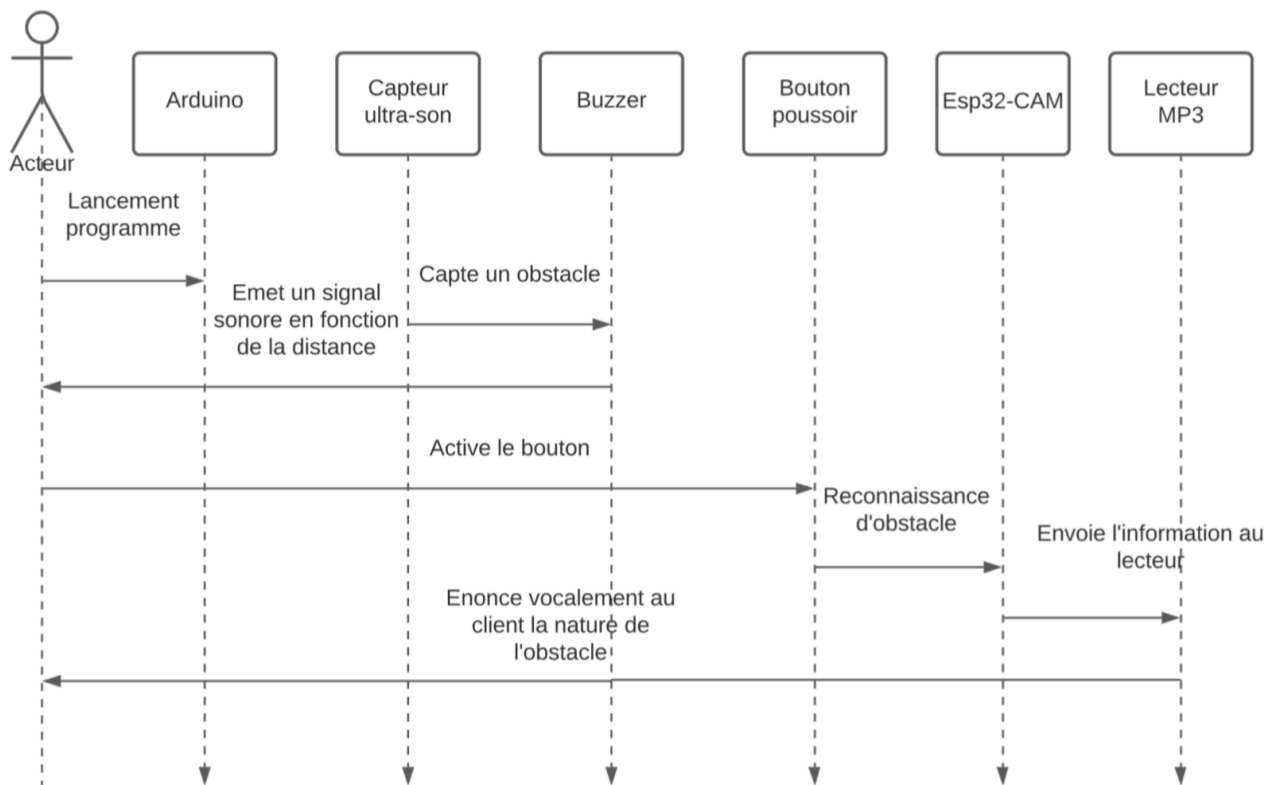 Acteur
Arduino
Capteur
ultra-son
Buzzer
Bouton
poussoir
Esp32-CAM
Lecteur
MP3
Lancement
programme
Capte un obstacle
Emet un signal
sonore en fonction
de la distance
Active le bouton
Reconnaissance
d'obstacle
Envoie l'information au
lecteur
Enonce vocalement au
client la nature de
l'obstacle